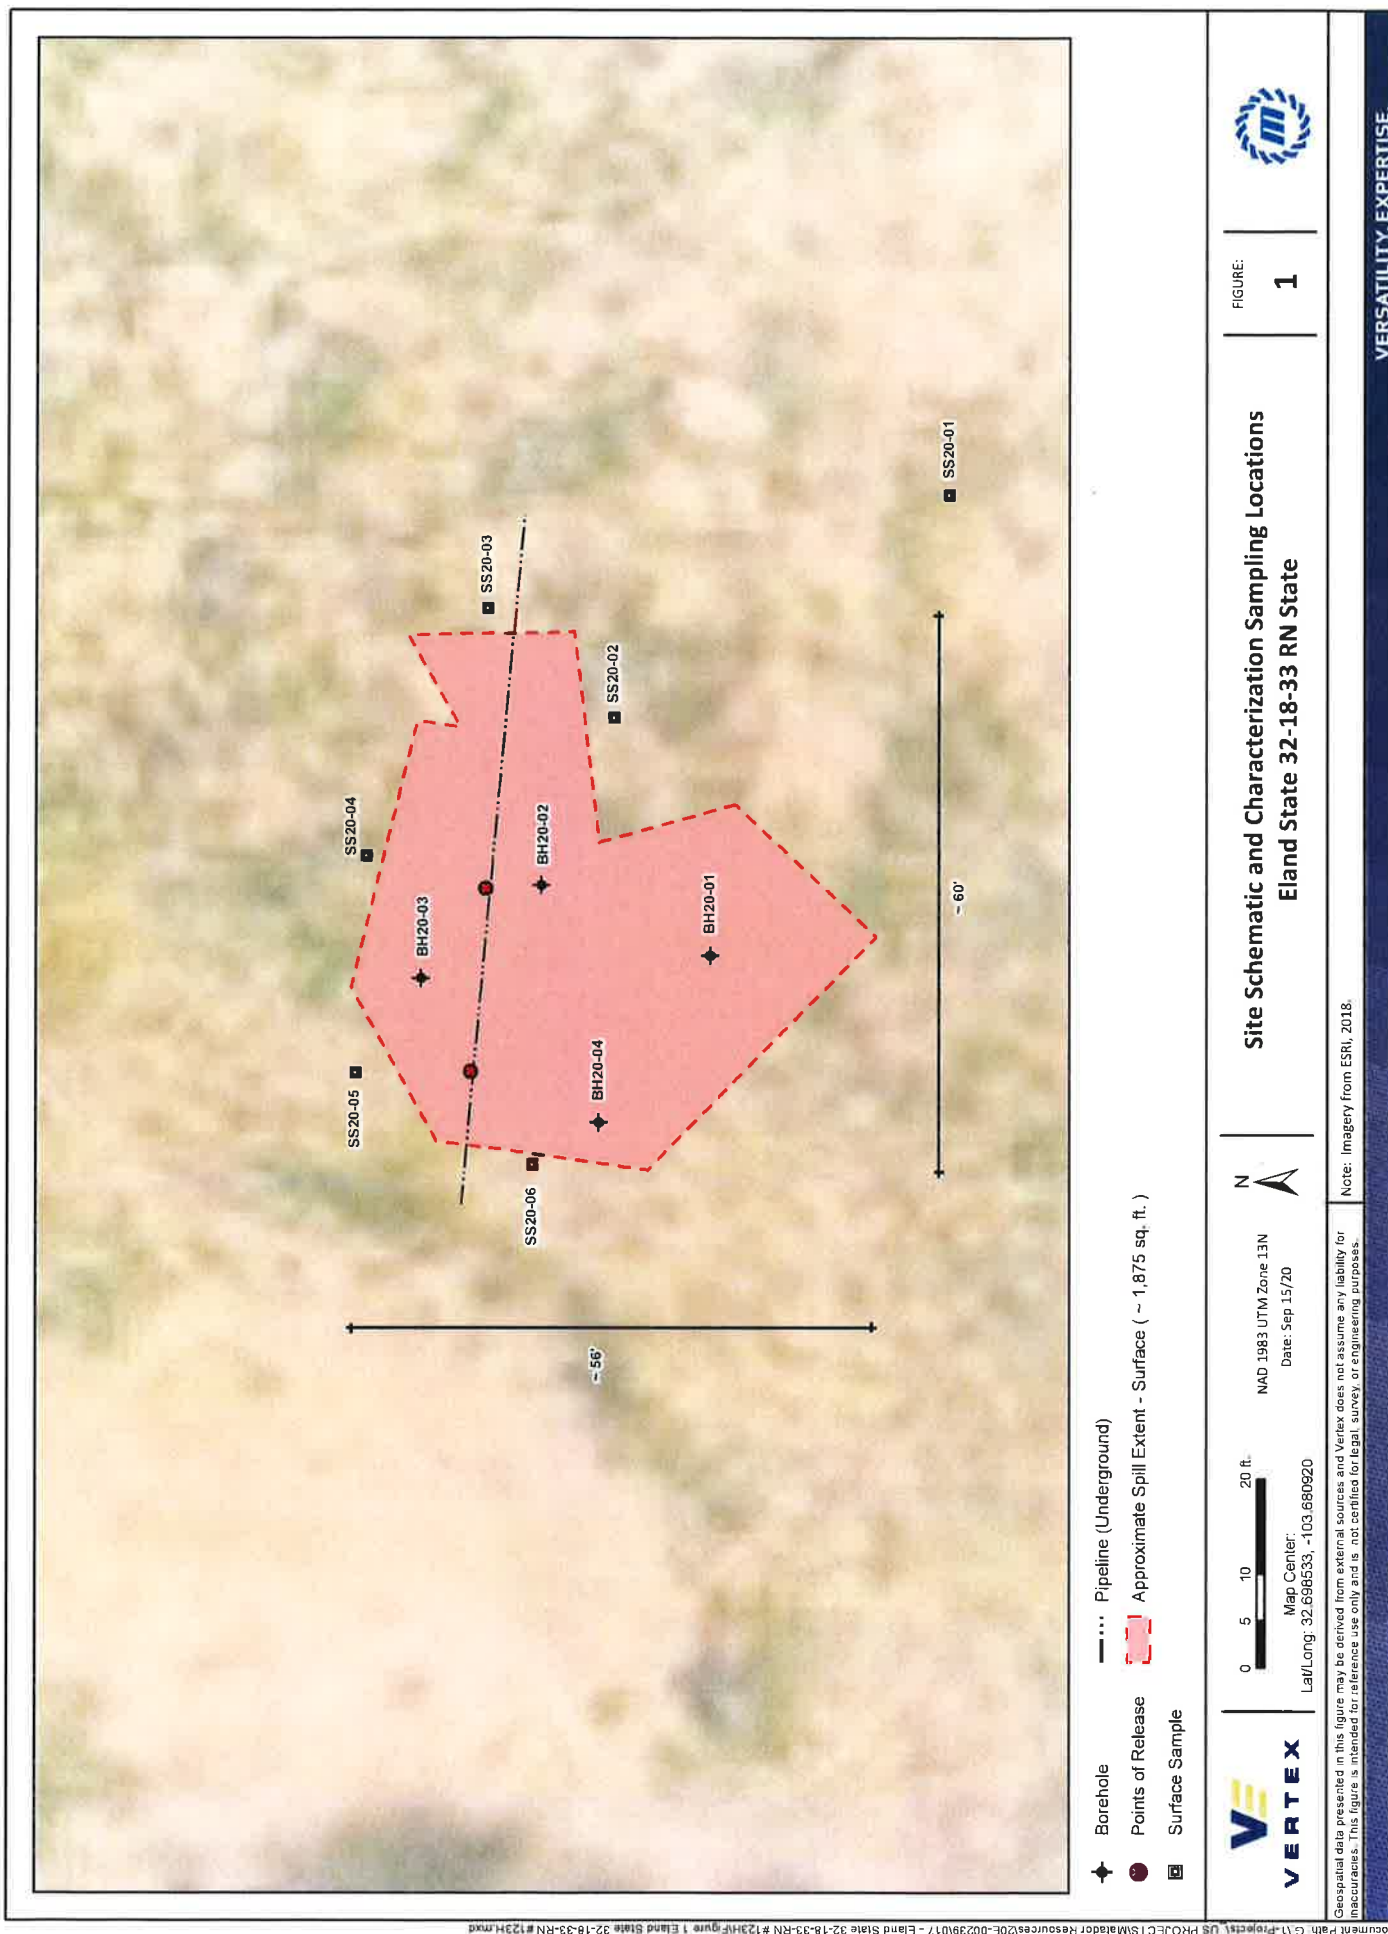 SS20-05
SS20-04
BH20-03
SS20-03
SS20-06
BH20-04
BH20-02
SS20-02
BH20-01
SS20-01
~ 56'
~ 60'
Borehole
Points of Release
Surface Sample
Pipeline (Underground)
Approximate Spill Extent - Surface ( ~ 1,875 sq. ft. )
VERTEX
0 5 10 20 ft.
Map Center:
Lat/Long: 32.698533, -103.680920
NAD 1983 UTM Zone 13N
Date: Sep 15/20
N
Site Schematic and Characterization Sampling Locations
Eland State 32-18-33 RN State
FIGURE:
1
m
Geospatial data presented in this figure may be derived from external sources and Vertex does not assume any liability for
inaccuracies. This figure is intended for reference use only and is not certified for legal, survey, or engineering purposes.
Note: Imagery from ESRI, 2018.
VERSATILITY. EXPERTISE.